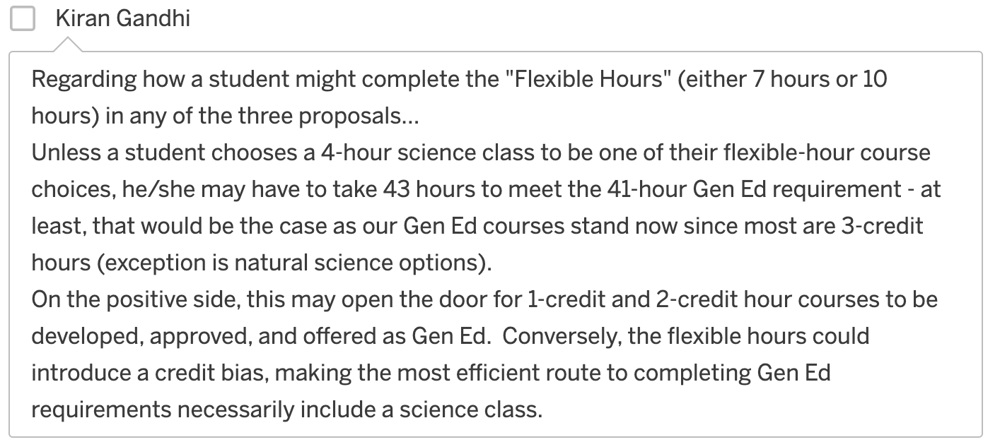 Kiran Gandhi
Regarding how a student might complete the "Flexible Hours" (either 7 hours or 10
hours) in any of the three proposals...
Unless a student chooses a 4-hour science class to be one of their flexible-hour course
choices, he/she may have to take 43 hours to meet the 41-hour Gen Ed requirement - at
least, that would be the case as our Gen Ed courses stand now since most are 3-credit
hours (exception is natural science options).
On the positive side, this may open the door for 1-credit and 2-credit hour courses to be
developed, approved, and offered as Gen Ed.  Conversely, the flexible hours could
introduce a credit bias, making the most efficient route to completing Gen Ed
requirements necessarily include a science class.